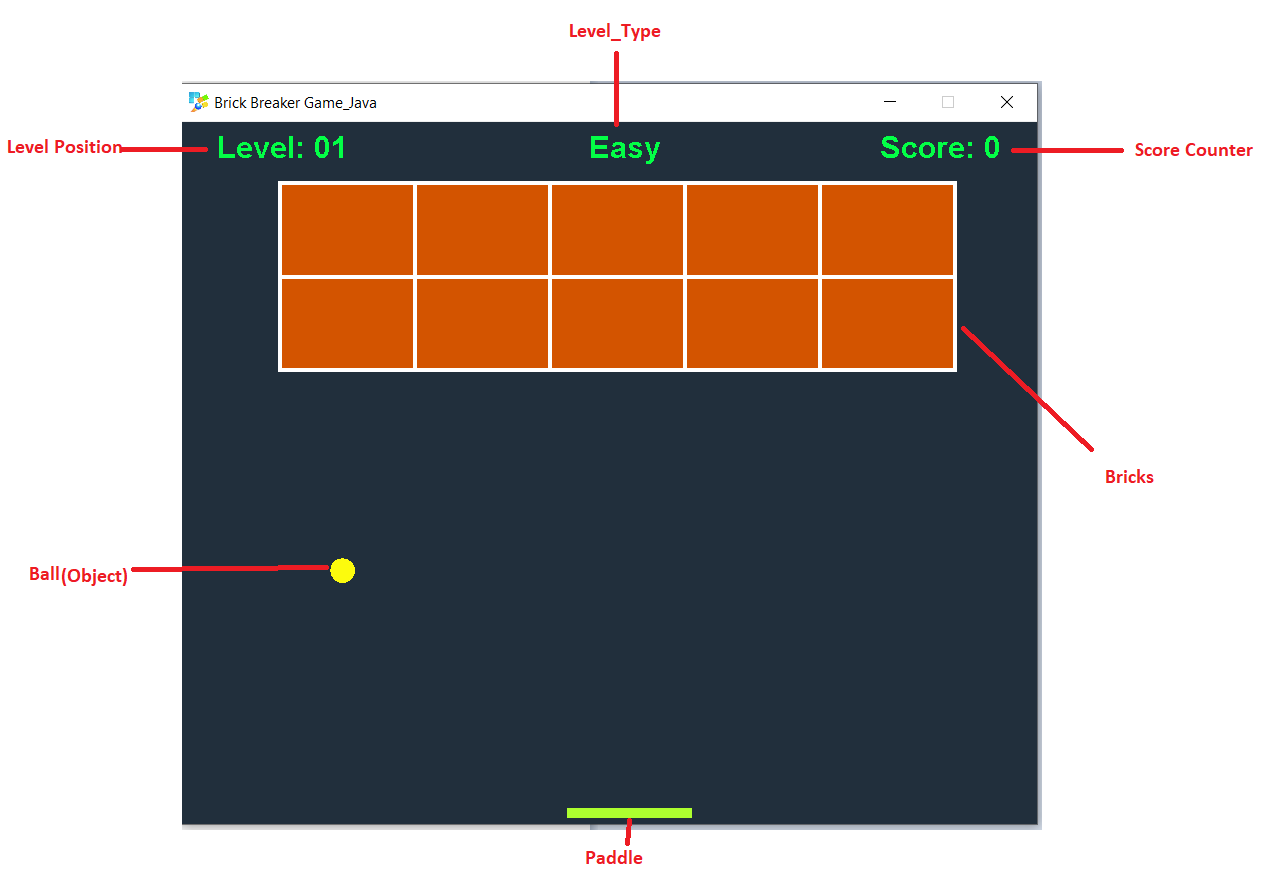 Level_Type
Brick Breaker Game_Java
Level Position
Level: 01
Easy
Score: 0
Score Counter
Bricks
Ball(Object)
Paddle